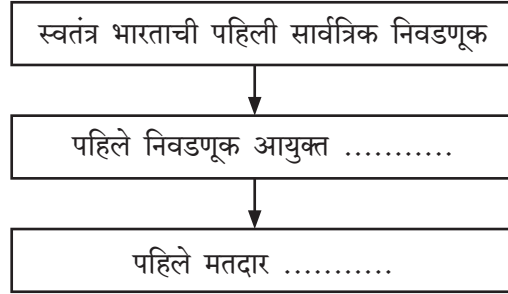 स्वतंत्र भारताची पहिली सार्वत्रिक निवडणूक
पहिले निवडणूक आयुक्त ...........
पहिले मतदार ...........